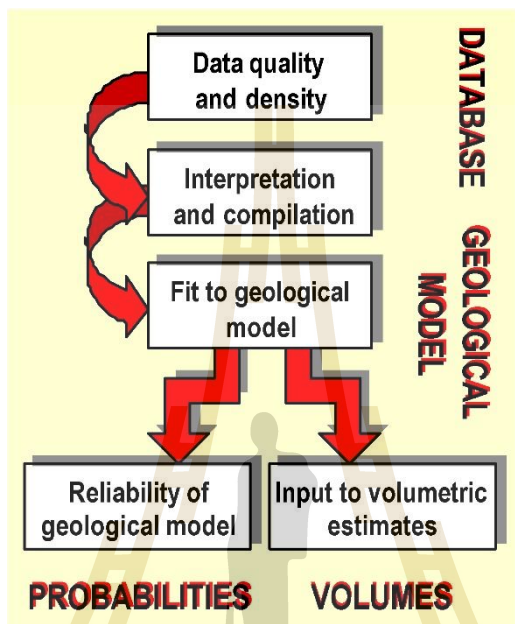 Data quality
and density
DATABASE
Interpretation
and compilation
GEOLOGICAL
MODEL
Fit to geological
model
Reliability of
geological model
Input to volumetric
estimates
PROBABILITIES
VOLUMES